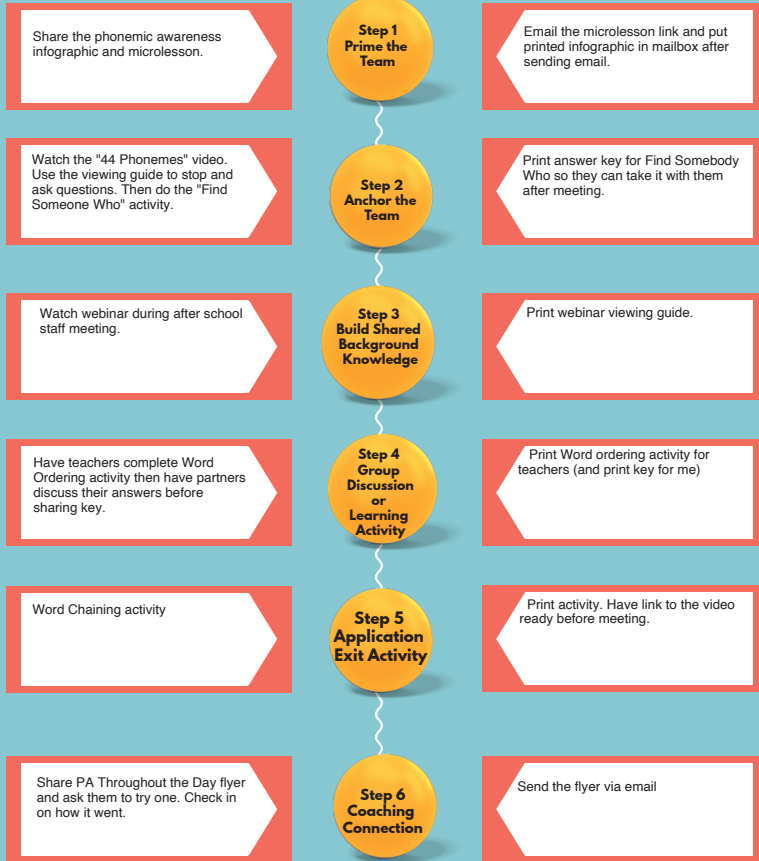 Share the phonemic awareness
infographic and microlesson.
Step 1
Prime the
Team
Email the microlesson link and put
printed infographic in mailbox after
sending email.
Watch the "44 Phonemes" video.
Use the viewing guide to stop and
ask questions. Then do the "Find
Someone Who" activity.
Step 2
Anchor the
Team
Print answer key for Find Somebody
Who so they can take it with them
after meeting.
Watch webinar during after school
staff meeting.
Step 3
Build Shared
Background
Knowledge
Print webinar viewing guide.
Have teachers complete Word
Ordering activity then have partners
discuss their answers before
sharing key.
Step 4
Group
Discussion
or
Learning
Activity
Print Word ordering activity for
teachers (and print key for me)
Word Chaining activity
Step 5
Application
Exit Activity
Print activity. Have link to the video
ready before meeting.
Share PA Throughout the Day flyer
and ask them to try one. Check in
on how it went.
Step 6
Coaching
Connection
Send the flyer via email